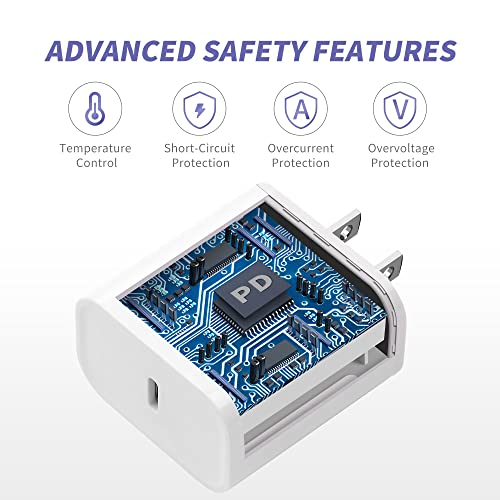 ADVANCED SAFETY FEATURES
Temperature
Control
Short-Circuit
Protection
A
Overcurrent
Protection
V
Overvoltage
Protection
PD